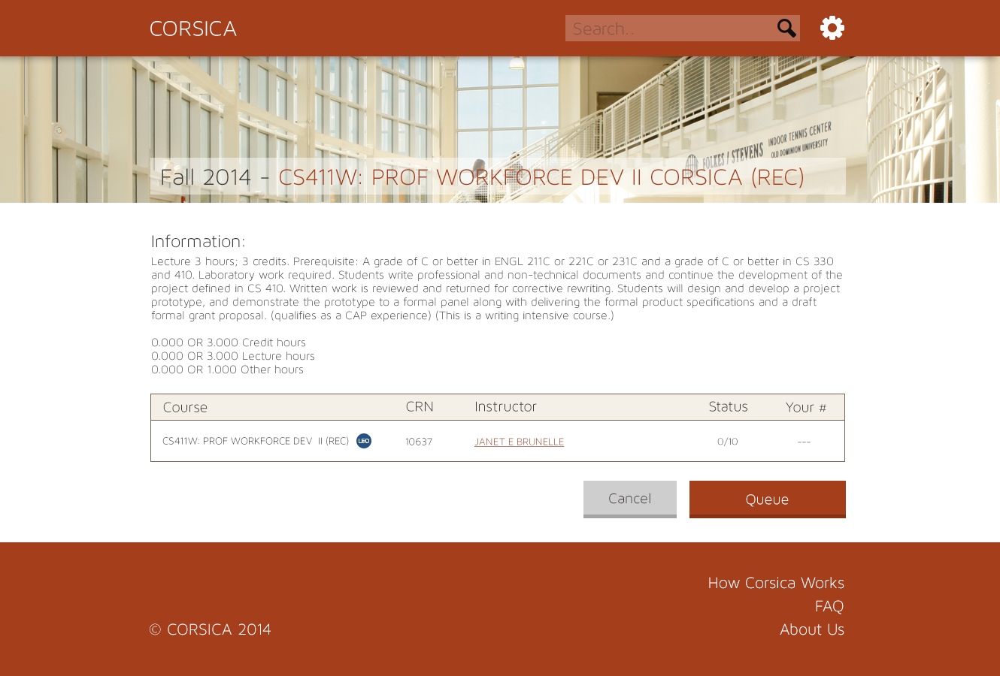 CORSICA
Search..
FOLKES / STEVENS
INDOOR TENNIS CENTER
OLD DOMINION UNIVERSITY
Fall 2014 - CS411W: PROF WORKFORCE DEV II CORSICA (REC)
Information:
Lecture 3 hours; 3 credits. Prerequisite: A grade of C or better in ENGL 211C or 221C or 231C and a grade of C or better in CS 330
and 410. Laboratory work required. Students write professional and non-technical documents and continue the development of the
project defined in CS 410. Written work is reviewed and returned for corrective rewriting. Students will design and develop a project
prototype, and demonstrate the prototype to a formal panel along with delivering the formal product specifications and a draft
formal grant proposal. (qualifies as a CAP experience) (This is a writing intensive course.)
0.000 OR 3.000 Credit hours
0.000 OR 3.000 Lecture hours
0.000 OR 1.000 Other hours
Course CRN Instructor Status Your #
CS411W: PROF WORKFORCE DEV II (REC) LEO 10637 JANET E BRUNELLE 0/10 ---
Cancel Queue
How Corsica Works
FAQ
© CORSICA 2014 About Us